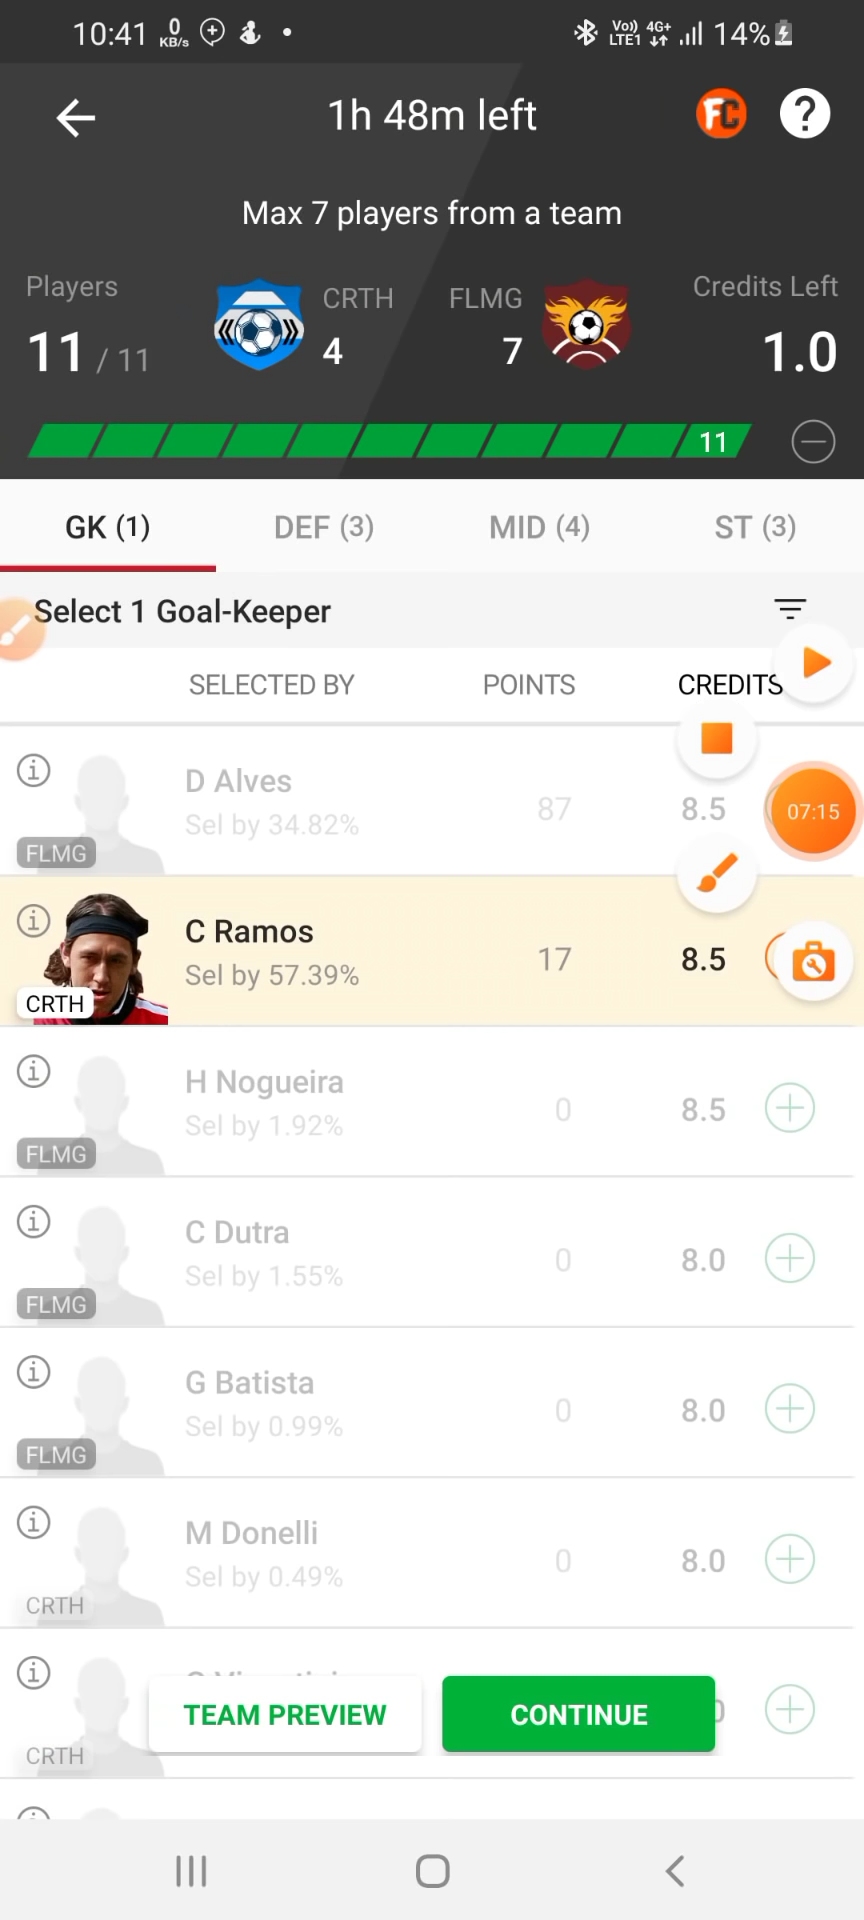 10:41 0 KB/s Vo)) LTE1 4G+ 14%
1h 48m left FC ?
Max 7 players from a team
Players CRTH FLMG Credits Left
11 / 11 4 7 1.0
11
GK (1) DEF (3) MID (4) ST (3)
Select 1 Goal-Keeper
SELECTED BY POINTS CREDITS
D Alves
Sel by 34.82% 87 8.5 07:15
FLMG
C Ramos
Sel by 57.39% 17 8.5
CRTH
H Nogueira
Sel by 1.92% 0 8.5
FLMG
C Dutra
Sel by 1.55% 0 8.0
FLMG
G Batista
Sel by 0.99% 0 8.0
FLMG
M Donelli
Sel by 0.49% 0 8.0
CRTH
TEAM PREVIEW CONTINUE
CRTH